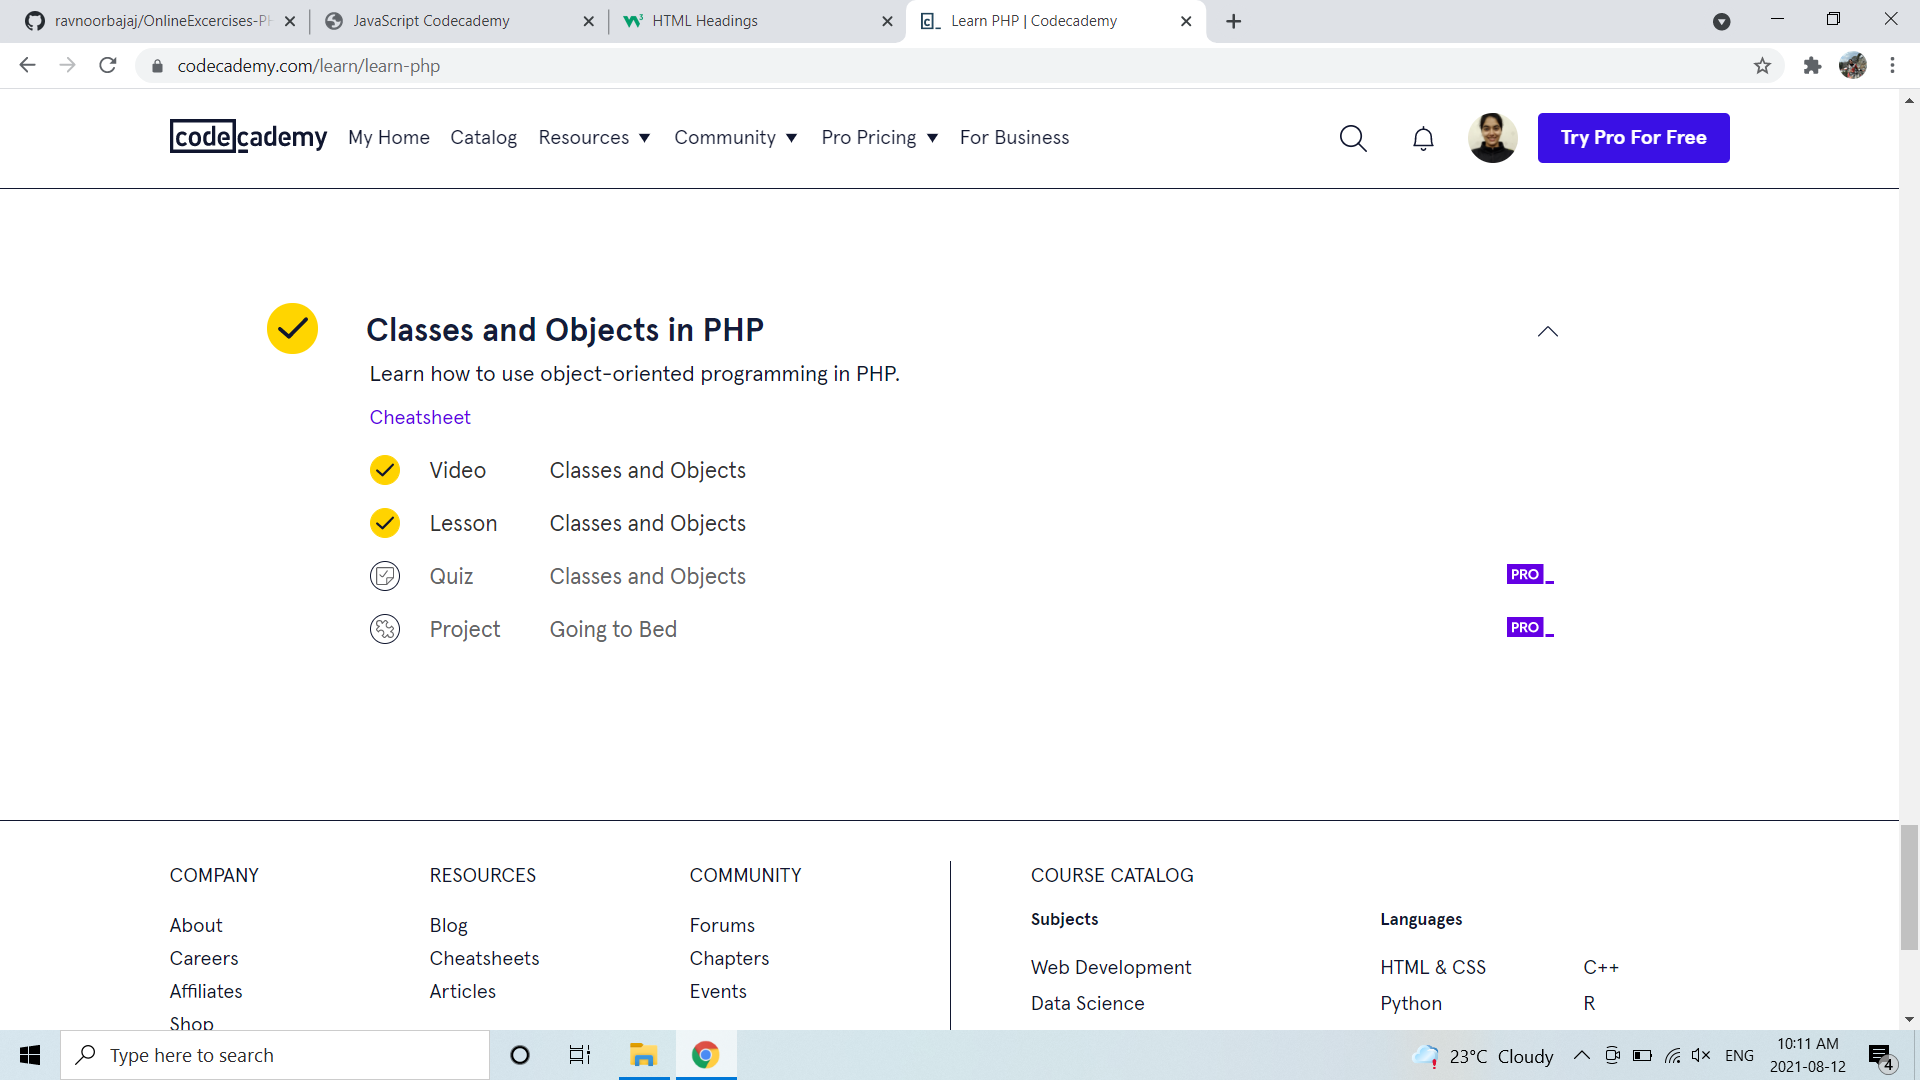 ravnoorbajaj/OnlineExcercises-PH
JavaScript Codecademy
HTML Headings
Learn PHP | Codecademy
codecademy.com/learn/learn-php
codecademy My Home Catalog Resources Community Pro Pricing For Business Try Pro For Free
Classes and Objects in PHP
Learn how to use object-oriented programming in PHP.
Cheatsheet
Video Classes and Objects
Lesson Classes and Objects
Quiz Classes and Objects PRO
Project Going to Bed PRO
COMPANY
About
Careers
Affiliates
Shop
RESOURCES
Blog
Cheatsheets
Articles
COMMUNITY
Forums
Chapters
Events
COURSE CATALOG
Subjects
Web Development
Data Science
Languages
HTML & CSS C++
Python R
Type here to search
23°C Cloudy
ENG
10:11 AM
2021-08-12
4